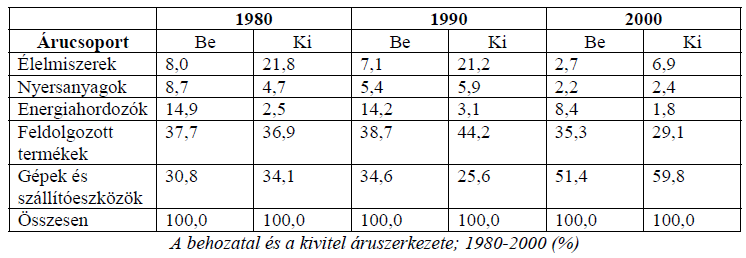 1980 1990 2000
Árucsoport Be Ki Be Ki Be Ki
Élelmiszerek 8,0 21,8 7,1 21,2 2,7 6,9
Nyersanyagok 8,7 4,7 5,4 5,9 2,2 2,4
Energiahordozók 14,9 2,5 14,2 3,1 8,4 1,8
Feldolgozott 37,7 36,9 38,7 44,2 35,3 29,1
termékek
Gépek és 30,8 34,1 34,6 25,6 51,4 59,8
szállítóeszközök
Összesen 100,0 100,0 100,0 100,0 100,0 100,0
A behozatal és a kivitel áruszerkezete; 1980-2000 (%)